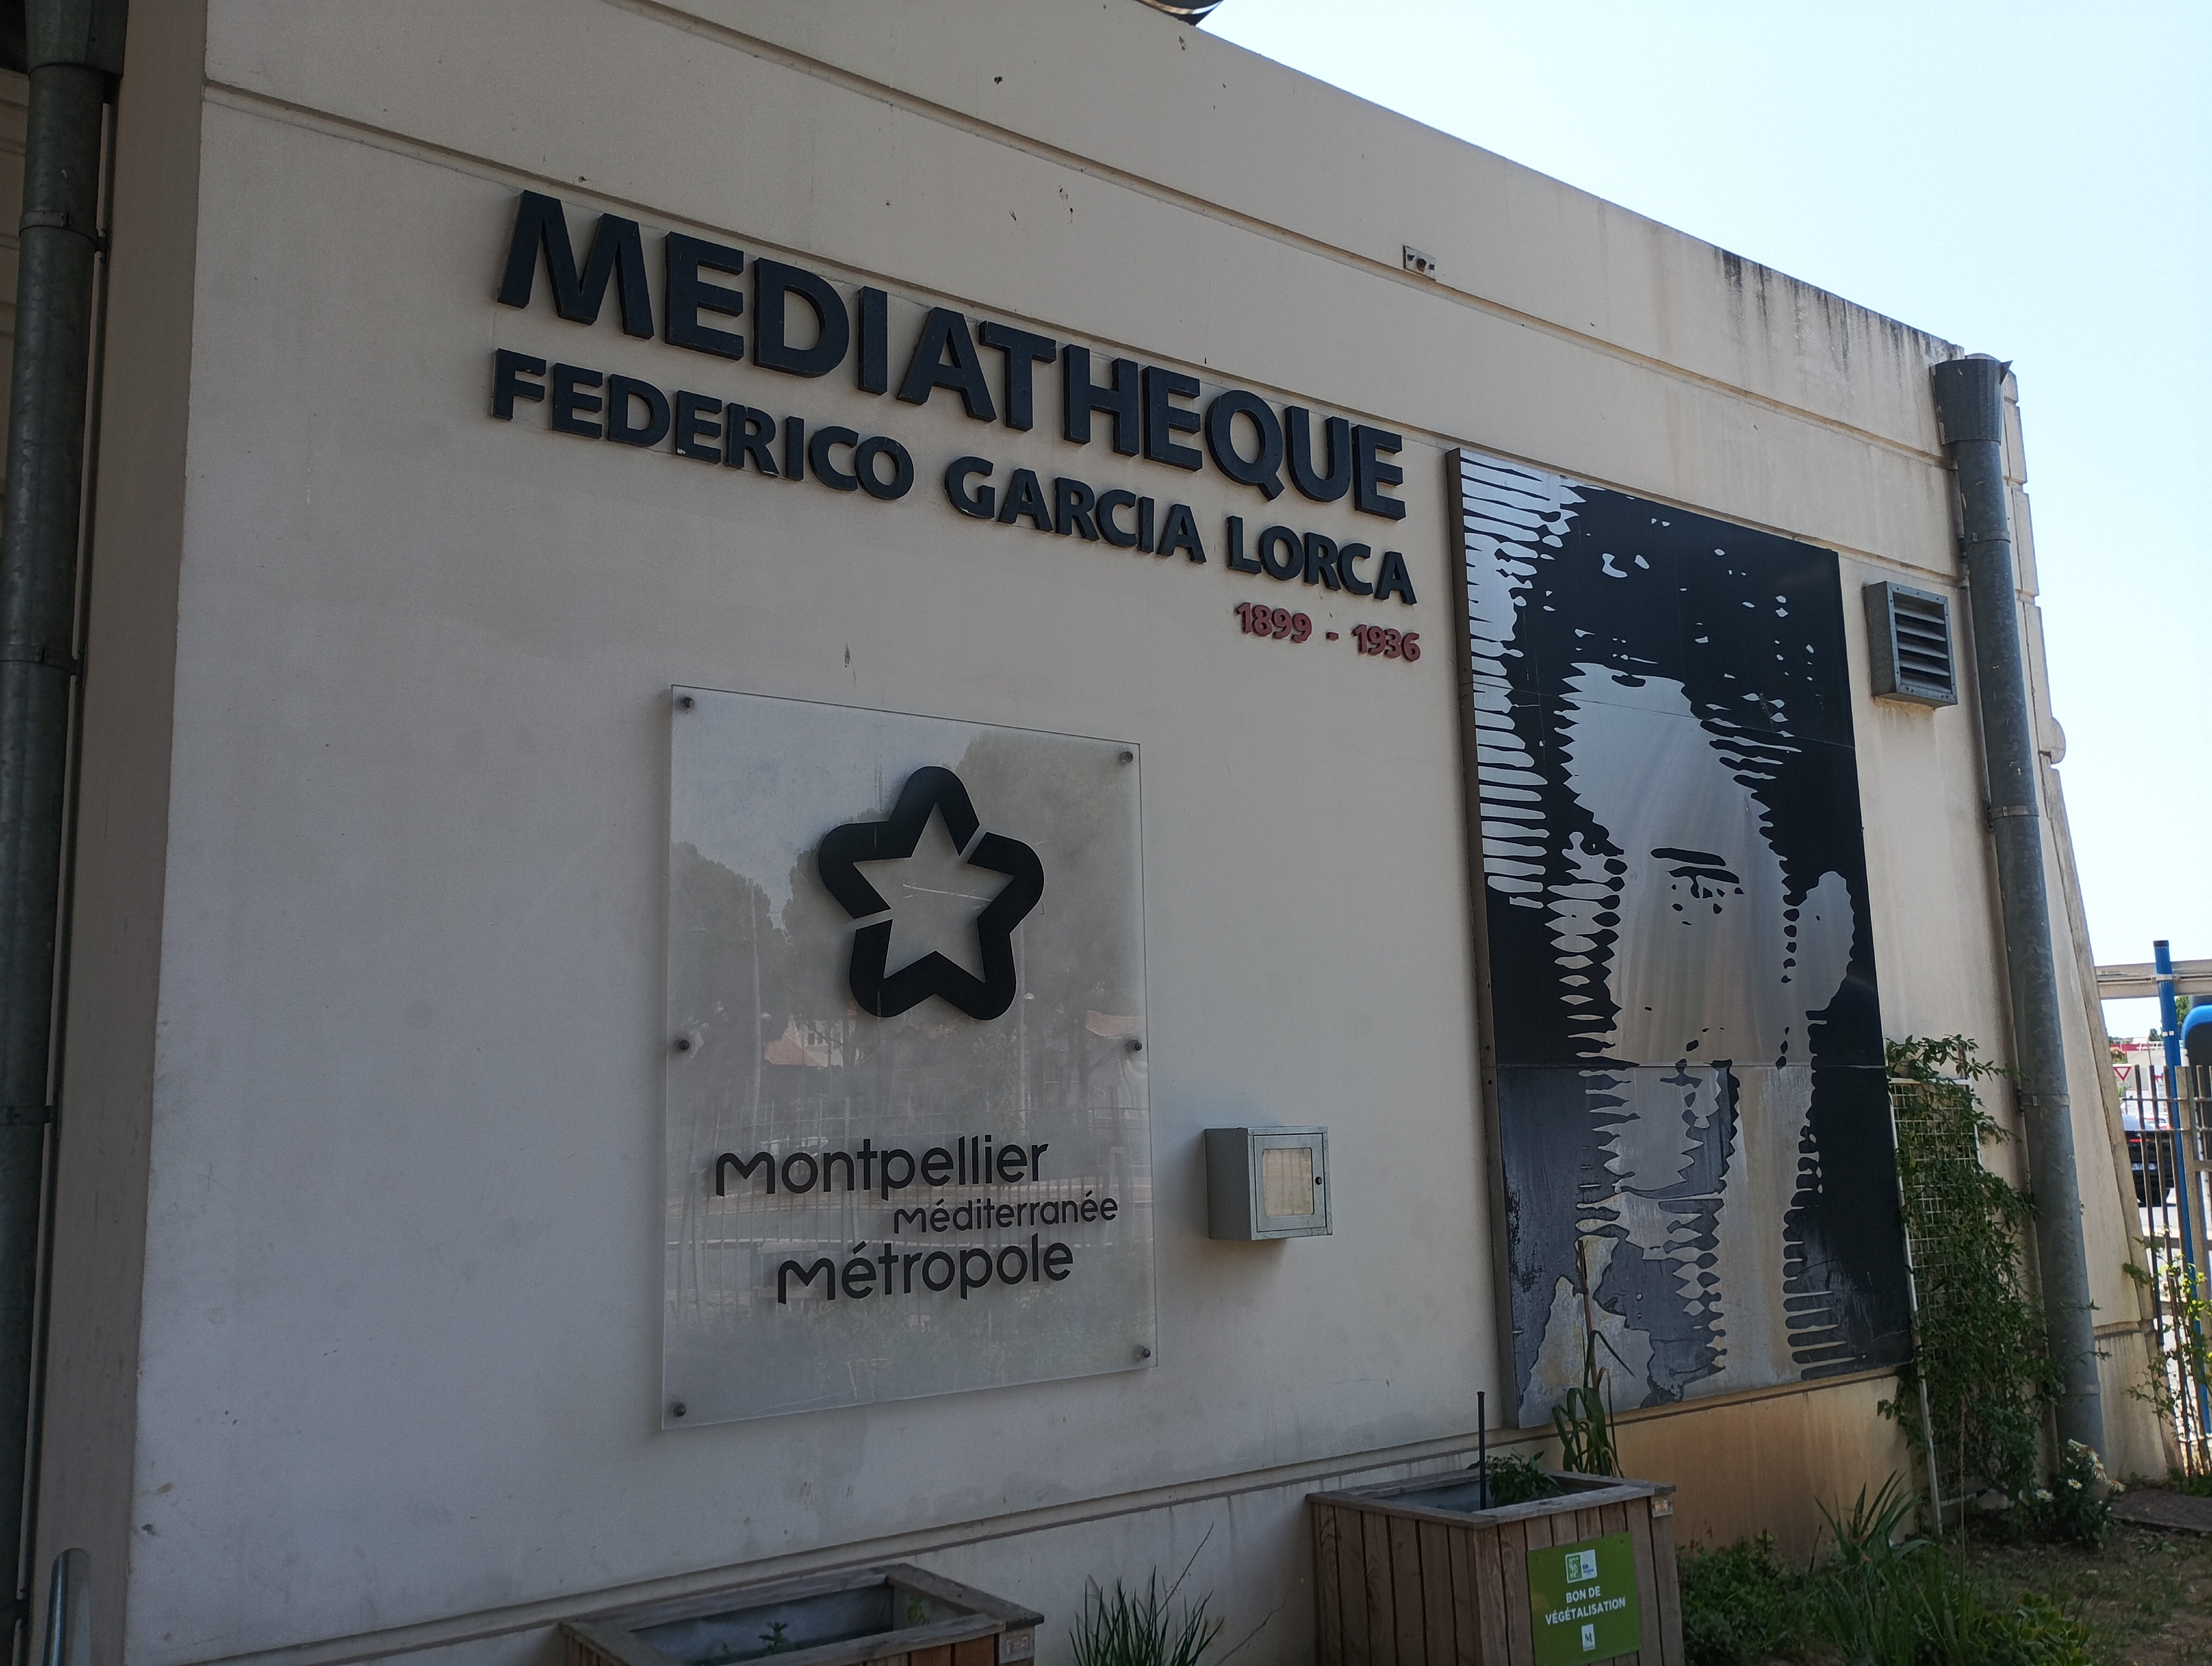 MEDIATHEQUE
FEDERICO GARCIA LORCA
1899 - 1936
Montpellier
méditerranée
Métropole
BON DE
VÉGÉTALISATION
M